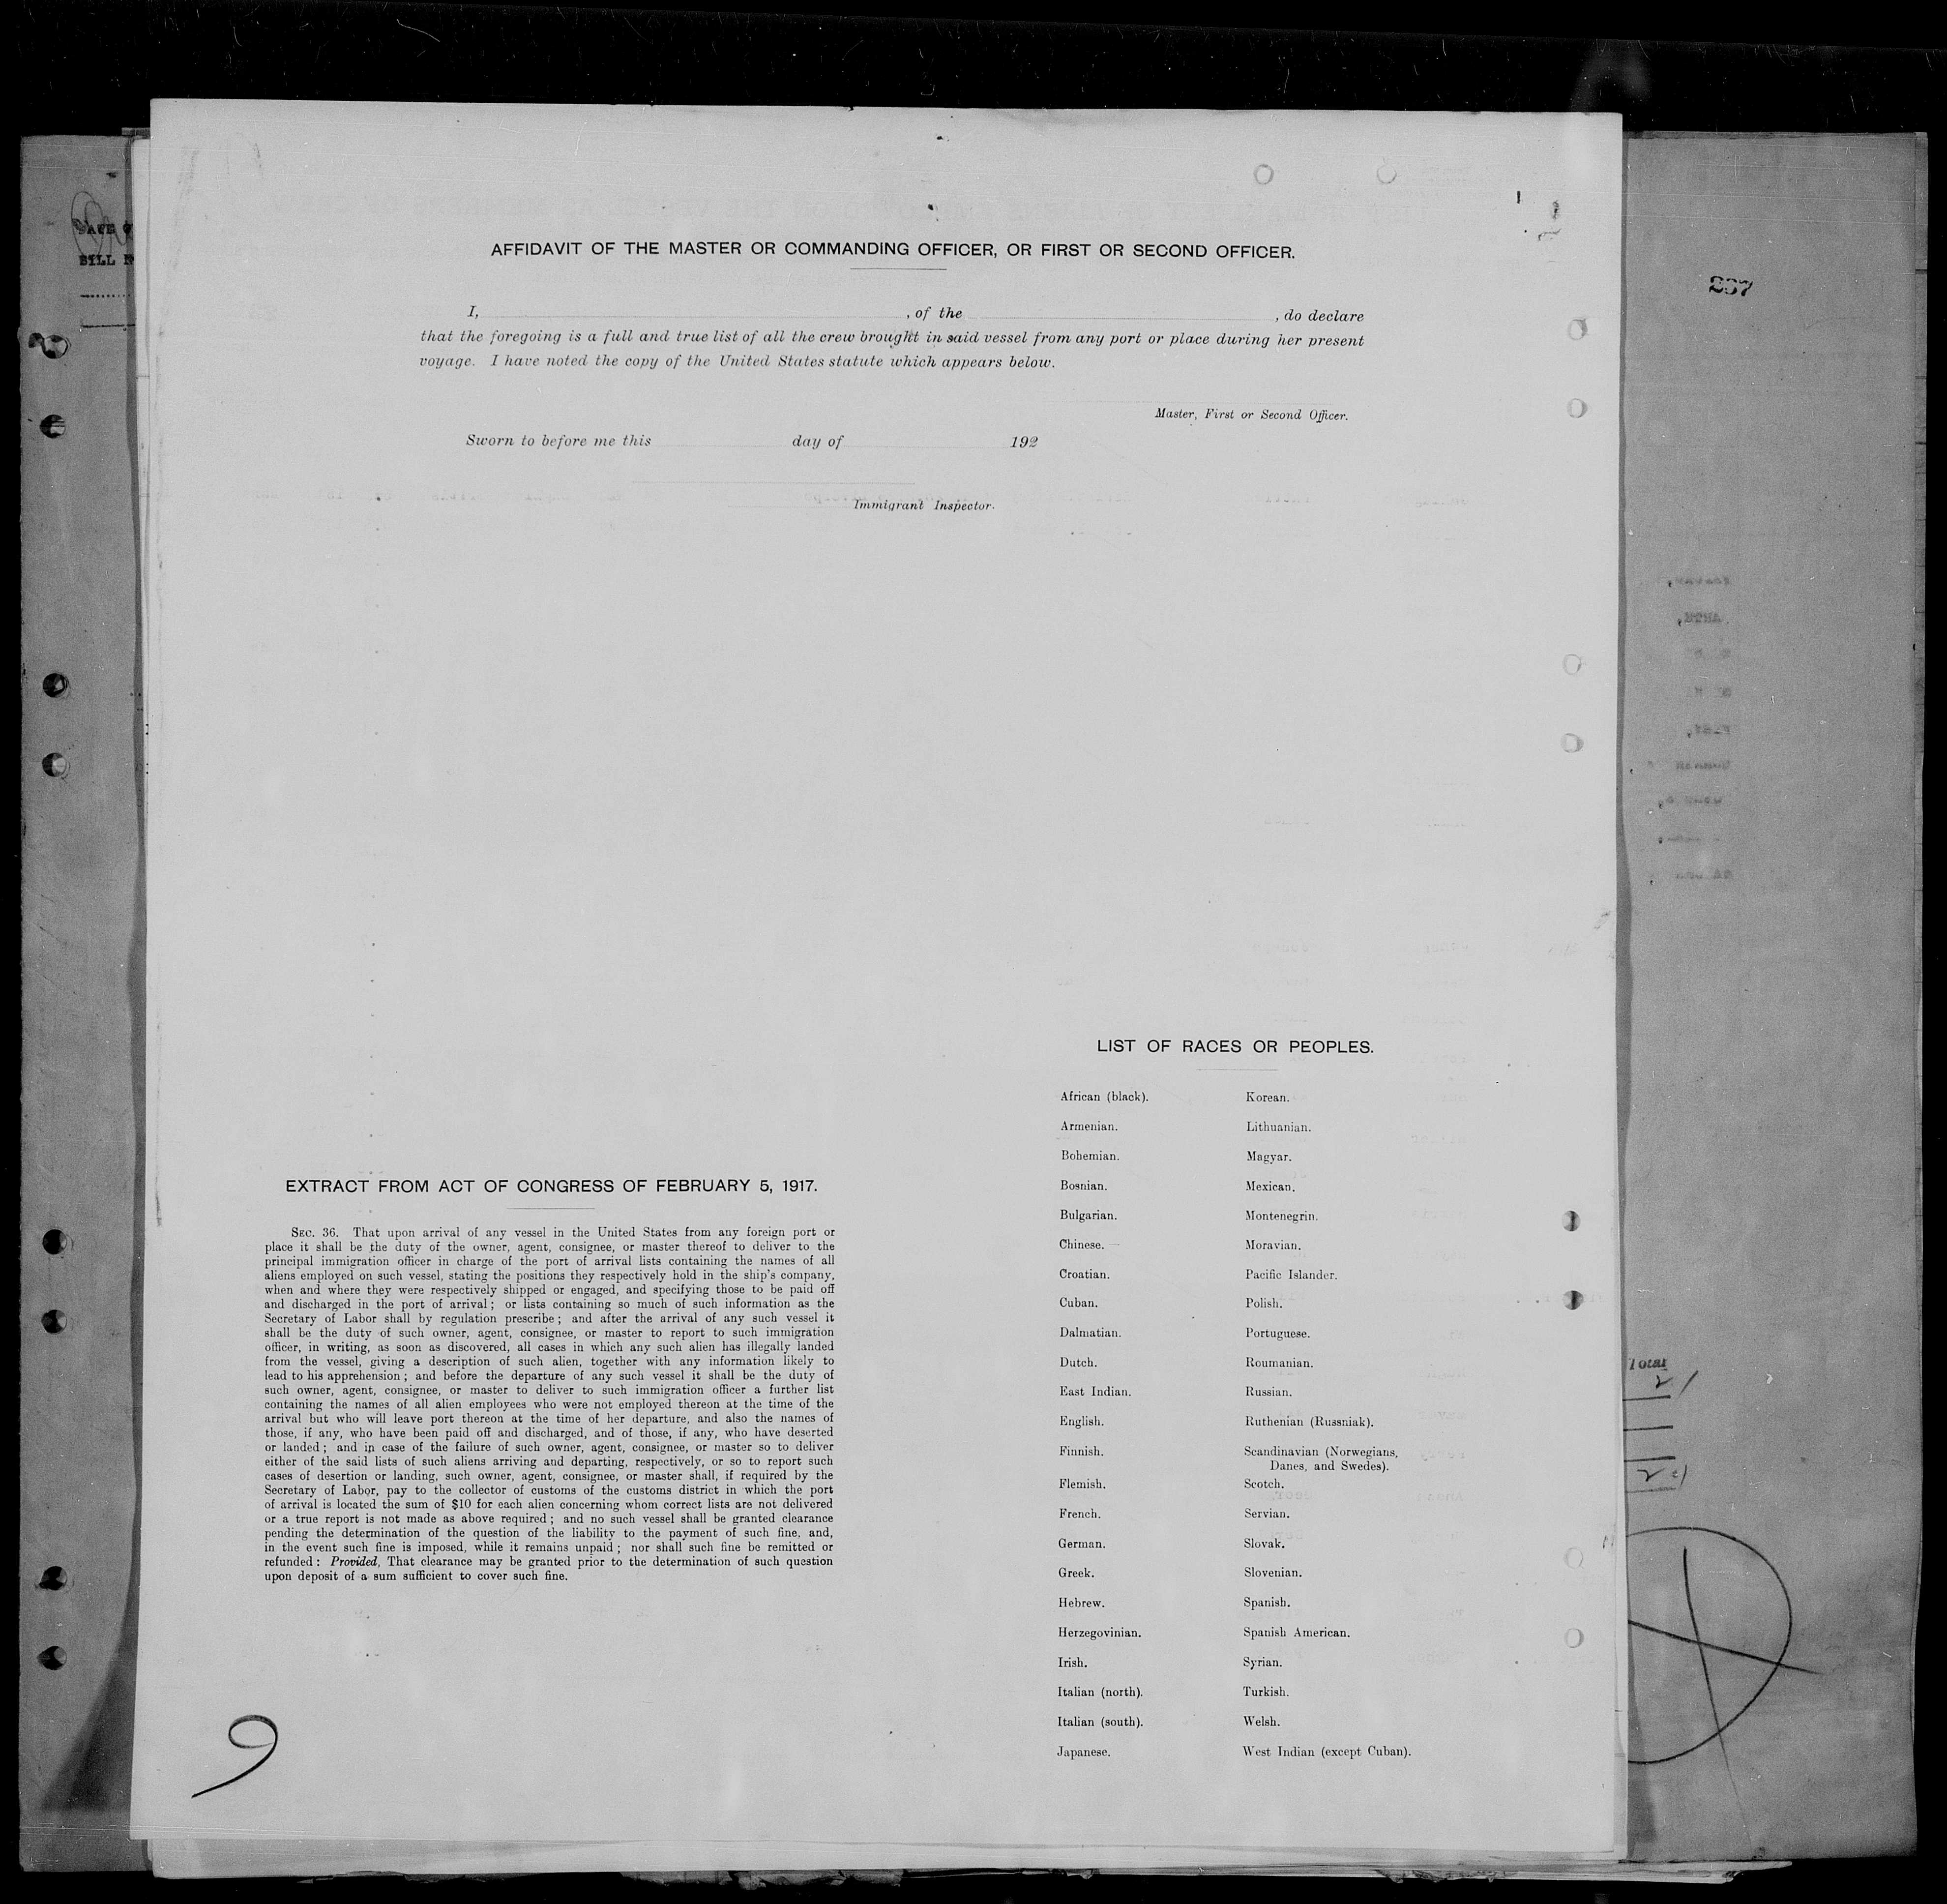 AFFIDAVIT OF THE MASTER OR COMMANDING OFFICER, OR FIRST OR SECOND OFFICER.
I, , of the , do declare
that the foregoing is a full and true list of all the crew brought in said vessel from any port or place during her present
voyage. I have noted the copy of the United States statute which appears below.
Master, First or Second Officer.
Sworn to before me this day of 192
Immigrant Inspector.
BILL
237
EXTRACT FROM ACT OF CONGRESS OF FEBRUARY 5, 1917.
SEC. 36. That upon arrival of any vessel in the United States from any foreign port or
place it shall be the duty of the owner, agent, consignee, or master thereof to deliver to the
principal immigration officer in charge of the port of arrival lists containing the names of all
aliens employed on such vessel, stating the positions they respectively hold in the ship's company,
when and where they were respectively shipped or engaged, and specifying those to be paid off
and discharged in the port of arrival; or lists containing so much of such information as the
Secretary of Labor shall by regulation prescribe; and after the arrival of any such vessel it
shall be the duty of such owner, agent, consignee, or master to report to such immigration
officer, in writing, as soon as discovered, all cases in which any such alien has illegally landed
from the vessel, giving a description of such alien, together with any information likely to
lead to his apprehension; and before the departure of any such vessel it shall be the duty of
such owner, agent, consignee, or master to deliver to such immigration officer a further list
containing the names of all alien employees who were not employed thereon at the time of the
arrival but who will leave port thereon at the time of her departure, and also the names of
those, if any, who have been paid off and discharged, and of those, if any, who have deserted
or landed; and in case of the failure of such owner, agent, consignee, or master so to deliver
either of the said lists of such aliens arriving and departing, respectively, or so to report such
cases of desertion or landing, such owner, agent, consignee, or master shall, if required by the
Secretary of Labor, pay to the collector of customs of the customs district in which the port
of arrival is located the sum of $10 for each alien concerning whom correct lists are not delivered
or a true report is not made as above required; and no such vessel shall be granted clearance
pending the determination of the question of the liability to the payment of such fine, and,
in the event such fine is imposed, while it remains unpaid; nor shall such fine be remitted or
refunded: Provided, That clearance may be granted prior to the determination of such question
upon deposit of a sum sufficient to cover such fine.
9
LIST OF RACES OR PEOPLES.
African (black).
Armenian.
Bohemian.
Bosnian.
Bulgarian.
Chinese.
Croatian.
Cuban.
Dalmatian.
Dutch.
East Indian.
English.
Finnish.
Flemish.
French.
German.
Greek.
Hebrew.
Herzegovinian.
Irish.
Italian (north).
Italian (south).
Japanese.
Korean.
Lithuanian.
Magyar.
Mexican.
Montenegrin.
Moravian.
Pacific Islander.
Polish.
Portuguese.
Roumanian.
Russian.
Ruthenian (Russniak).
Scandinavian (Norwegians,
Danes, and Swedes).
Scotch.
Servian.
Slovak.
Slovenian.
Spanish.
Spanish American.
Syrian.
Turkish.
Welsh.
West Indian (except Cuban).
Total